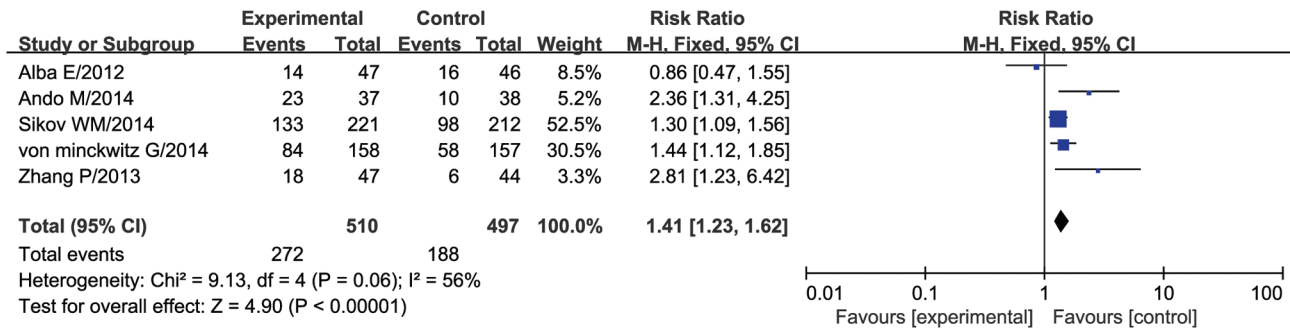 Experimental Control Risk Ratio Risk Ratio
Study or Subgroup Events Total Events Total Weight M-H, Fixed, 95% CI M-H, Fixed, 95% CI
Alba E/2012 14 47 16 46 8.5% 0.86 [0.47, 1.55]
Ando M/2014 23 37 10 38 5.2% 2.36 [1.31, 4.25]
Sikov WM/2014 133 221 98 212 52.5% 1.30 [1.09, 1.56]
von minckwitz G/2014 84 158 58 157 30.5% 1.44 [1.12, 1.85]
Zhang P/2013 18 47 6 44 3.3% 2.81 [1.23, 6.42]
Total (95% CI) 510 497 100.0% 1.41 [1.23, 1.62]
Total events 272 188
Heterogeneity: Chi² = 9.13, df = 4 (P = 0.06); I² = 56%
Test for overall effect: Z = 4.90 (P < 0.00001)
0.01 0.1 1 10 100
Favours [experimental] Favours [control]